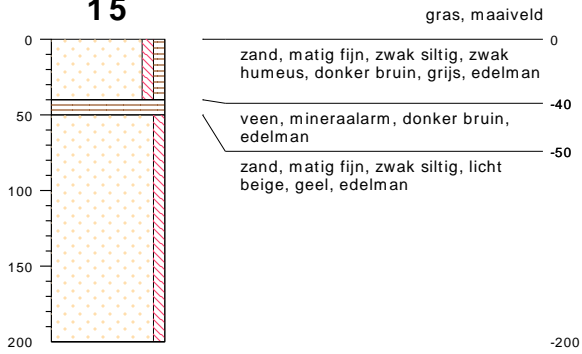 15
gras, maaiveld
0
0
zand, matig fijn, zwak siltig, zwak
humeus, donker bruin, grijs, edelman
-40
50
veen, mineraalarm, donker bruin,
edelman
-50
zand, matig fijn, zwak siltig, licht
beige, geel, edelman
100
150
200
-200